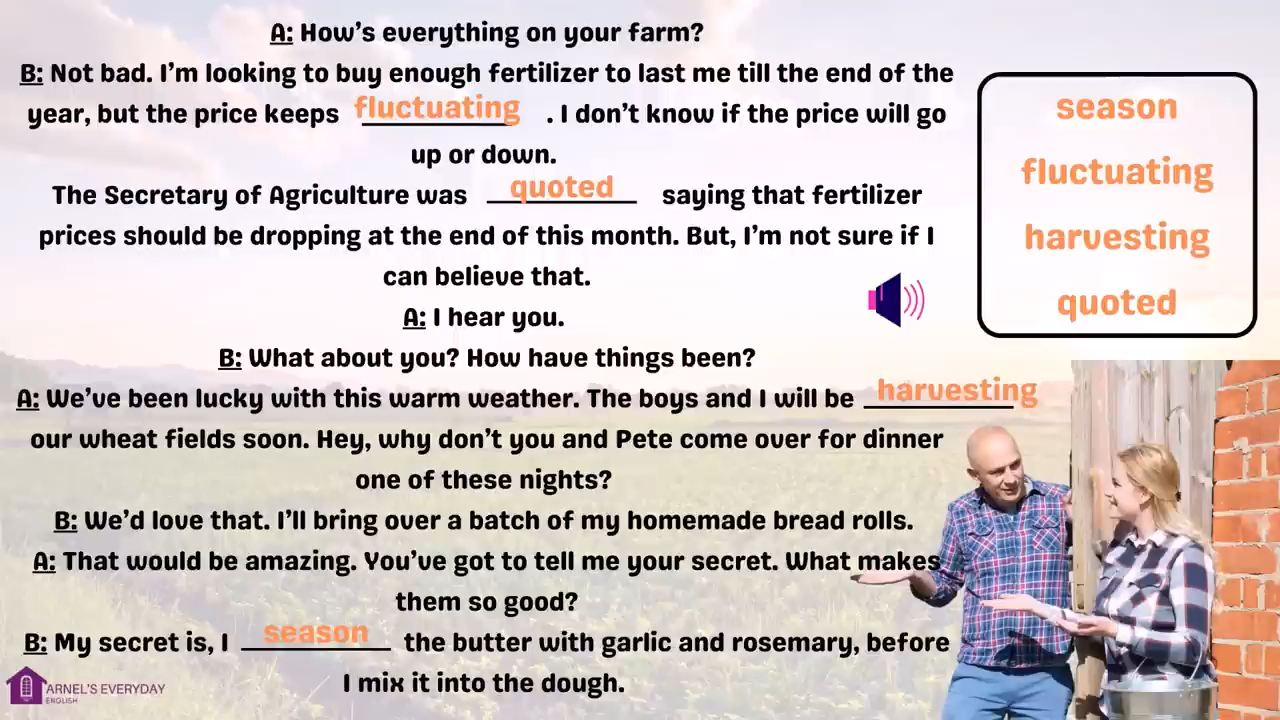 A: How's everything on your farm?
B: Not bad. I'm looking to buy enough fertilizer to last me till the end of the
year, but the price keeps fluctuating . I don't know if the price will go
up or down.
The Secretary of Agriculture was quoted saying that fertilizer
prices should be dropping at the end of this month. But, I'm not sure if I
can believe that.
A: I hear you.
B: What about you? How have things been?
A: We've been lucky with this warm weather. The boys and I will be harvesting
our wheat fields soon. Hey, why don't you and Pete come over for dinner
one of these nights?
B: We'd love that. I'll bring over a batch of my homemade bread rolls.
A: That would be amazing. You've got to tell me your secret. What makes
them so good?
B: My secret is, I season the butter with garlic and rosemary, before
I mix it into the dough.
season
fluctuating
harvesting
quoted
ARNEL'S EVERYDAY
ENGLISH